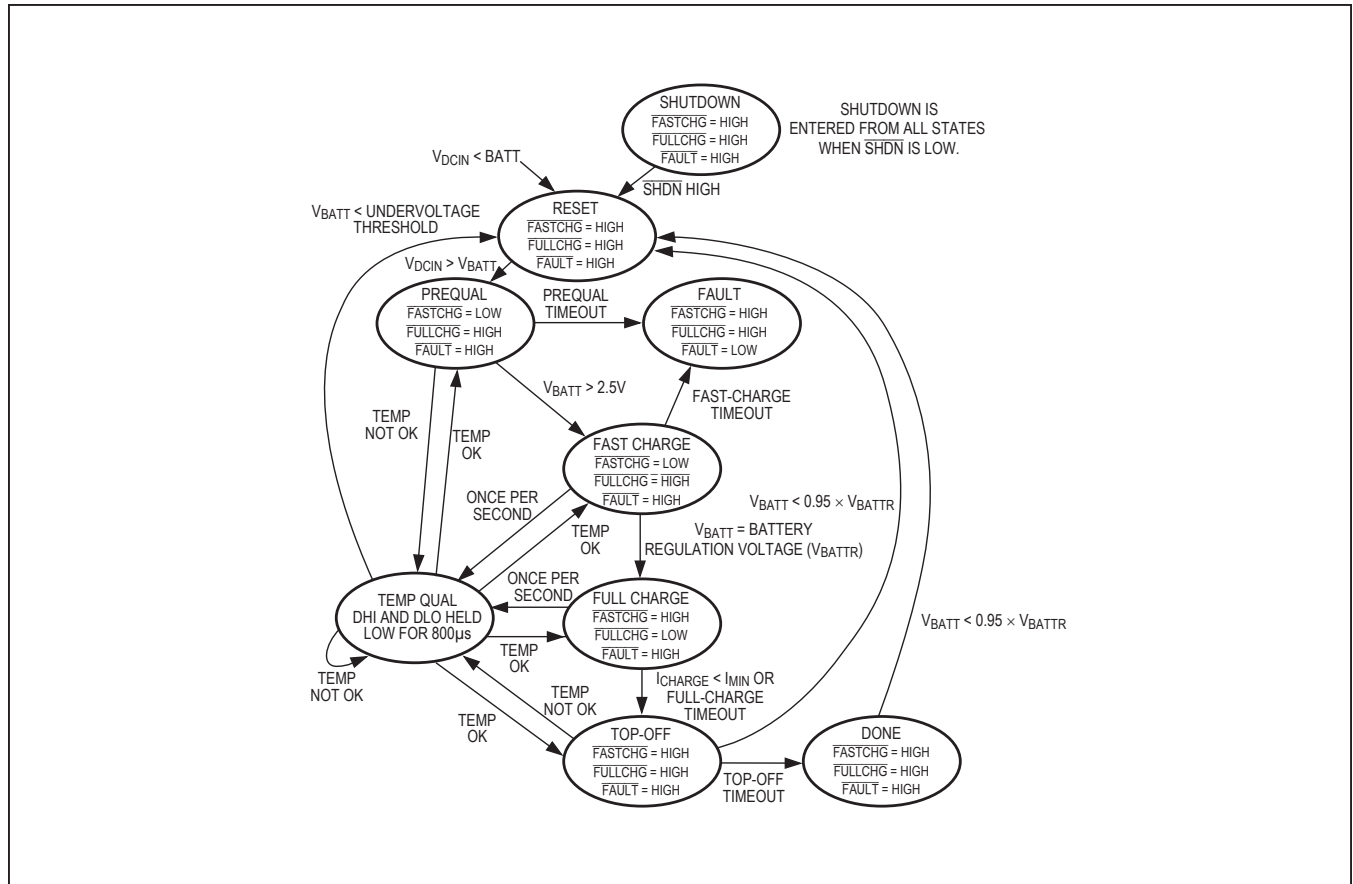 SHUTDOWN
FASTCHG = HIGH
FULLCHG = HIGH
FAULT = HIGH
SHUTDOWN IS
ENTERED FROM ALL STATES
WHEN SHDN IS LOW.
VDCIN < BATT
SHDN HIGH
RESET
FASTCHG = HIGH
FULLCHG = HIGH
FAULT = HIGH
VBATT < UNDERVOLTAGE
THRESHOLD
VDCIN > VBATT
PREQUAL
FASTCHG = LOW
FULLCHG = HIGH
FAULT = HIGH
PREQUAL
TIMEOUT
FAULT
FASTCHG = HIGH
FULLCHG = HIGH
FAULT = LOW
VBATT > 2.5V
FAST-CHARGE
TIMEOUT
TEMP
NOT OK
TEMP
OK
FAST CHARGE
FASTCHG = LOW
FULLCHG = HIGH
FAULT = HIGH
ONCE PER
SECOND
TEMP
OK
VBATT < 0.95 × VBATTR
VBATT = BATTERY
REGULATION VOLTAGE (VBATTR)
TEMP QUAL
DHI AND DLO HELD
LOW FOR 800µs
ONCE PER
SECOND
FULL CHARGE
FASTCHG = HIGH
FULLCHG = LOW
FAULT = HIGH
VBATT < 0.95 × VBATTR
TEMP
OK
TEMP
NOT OK
ICHARGE < IMIN OR
FULL-CHARGE
TIMEOUT
TEMP
NOT OK
TEMP
OK
TOP-OFF
FASTCHG = HIGH
FULLCHG = HIGH
FAULT = HIGH
TOP-OFF
TIMEOUT
DONE
FASTCHG = HIGH
FULLCHG = HIGH
FAULT = HIGH